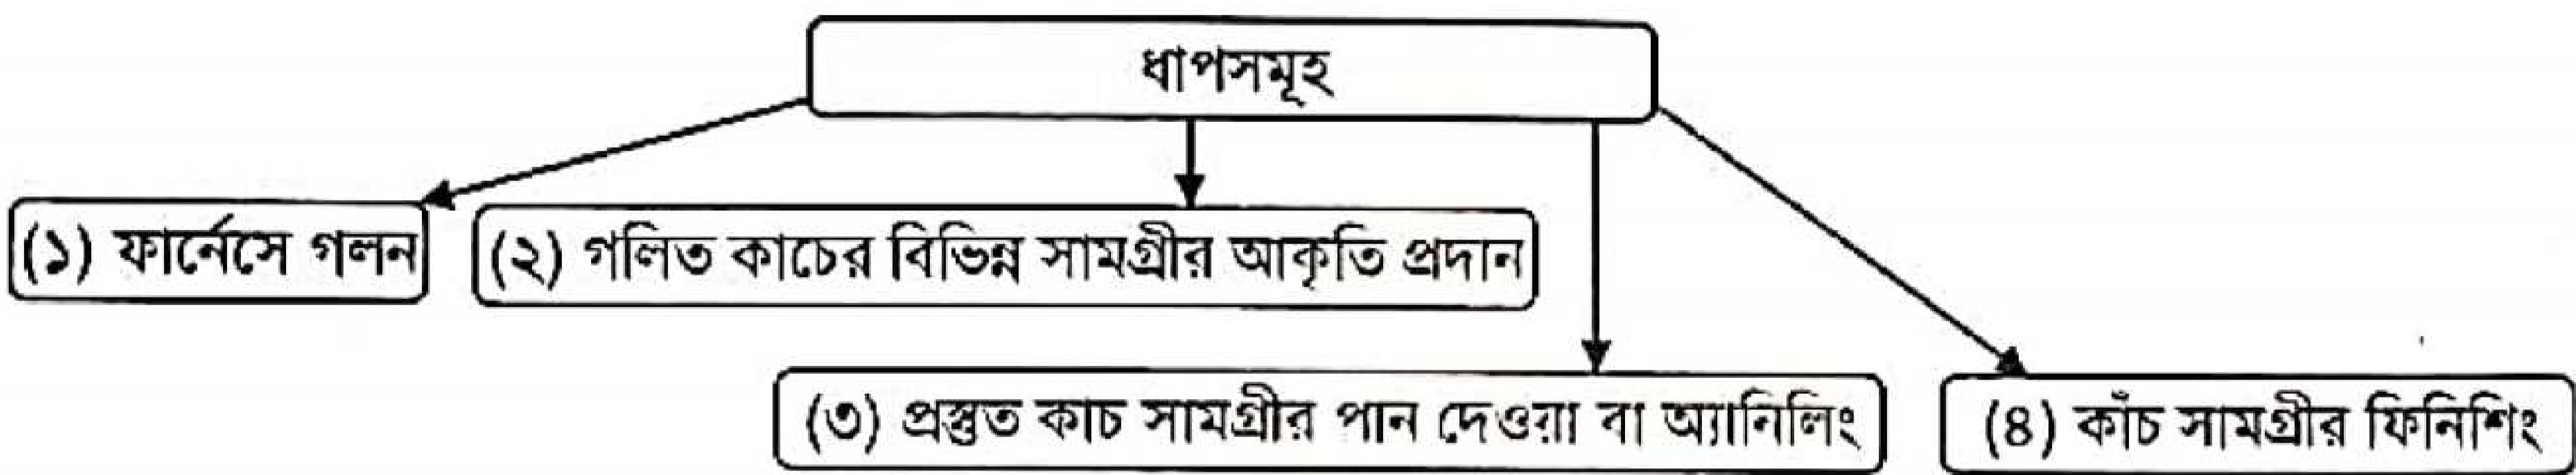 ধাপসমূহ
(১) ফার্নেসে গলন
(২) গলিত কাচের বিভিন্ন সামগ্রীর আকৃতি প্রদান
(৩) প্রস্তুত কাচ সামগ্রীর পান দেওয়া বা অ্যানিলিং
(৪) কাঁচ সামগ্রীর ফিনিশিং